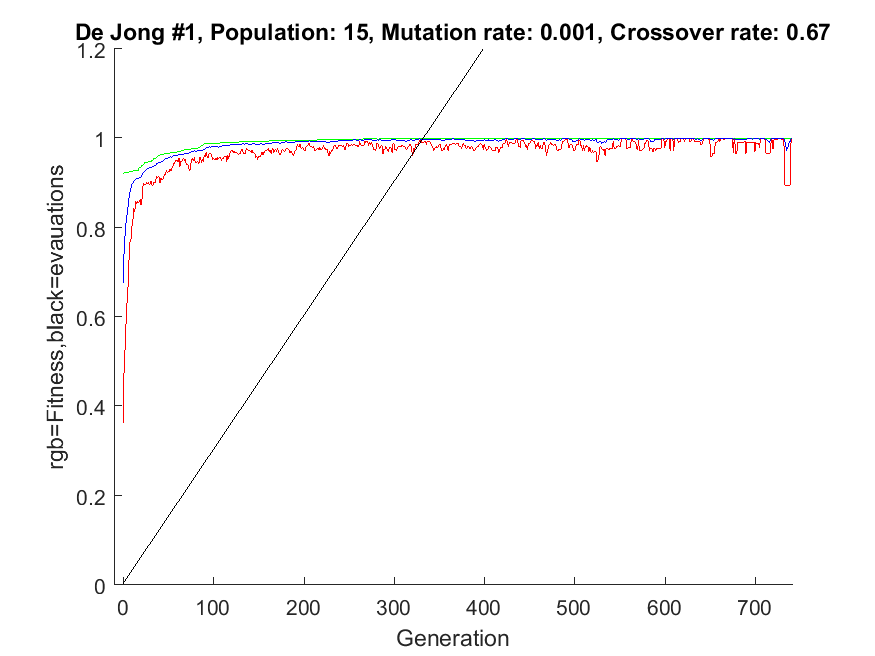 De Jong #1, Population: 15, Mutation rate: 0.001, Crossover rate: 0.67
1.2
1
0.8
0.6
0.4
0.2
0
rgb=Fitness,black=evauations
0 100 200 300 400 500 600 700
Generation